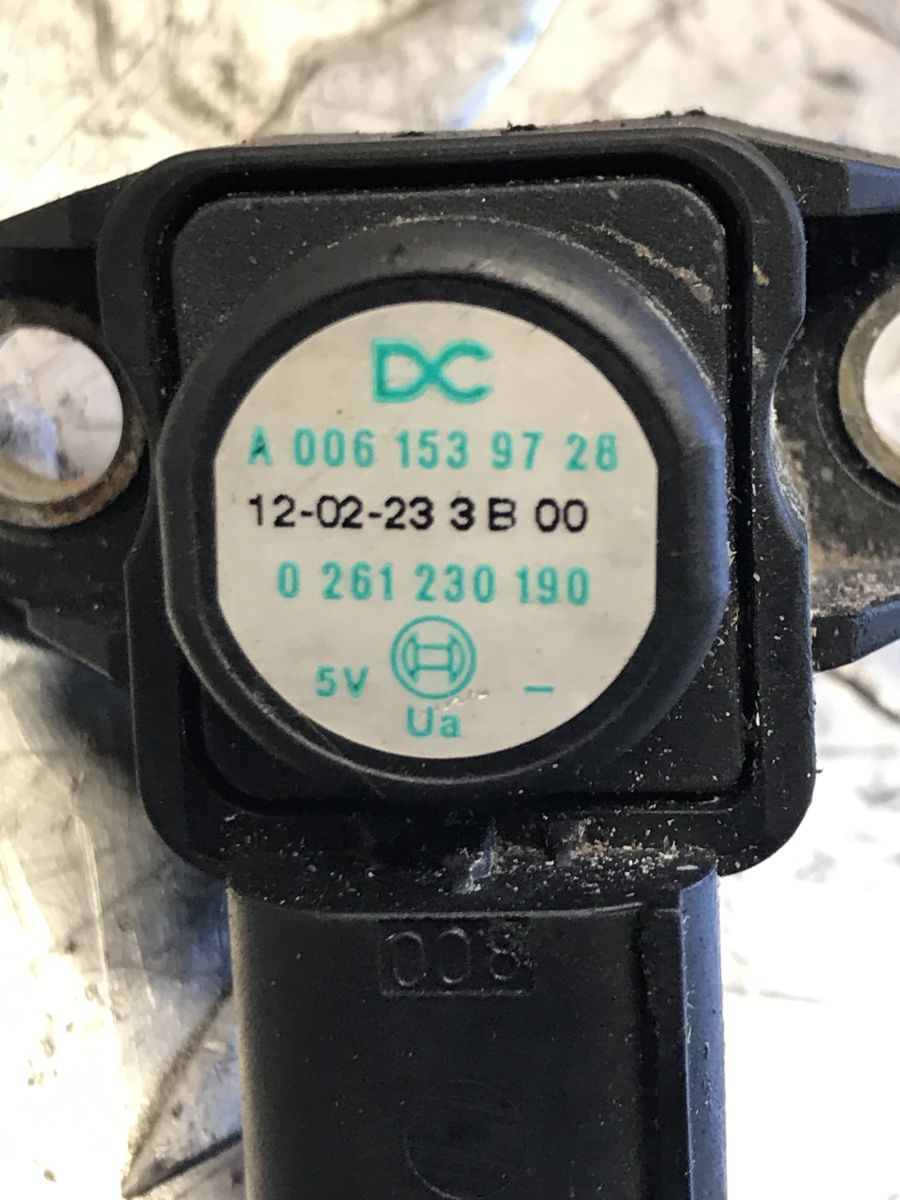 DC
A 006 153 97 28
12-02-23 3 B 00
0 261 230 190
5V -
Ua
008